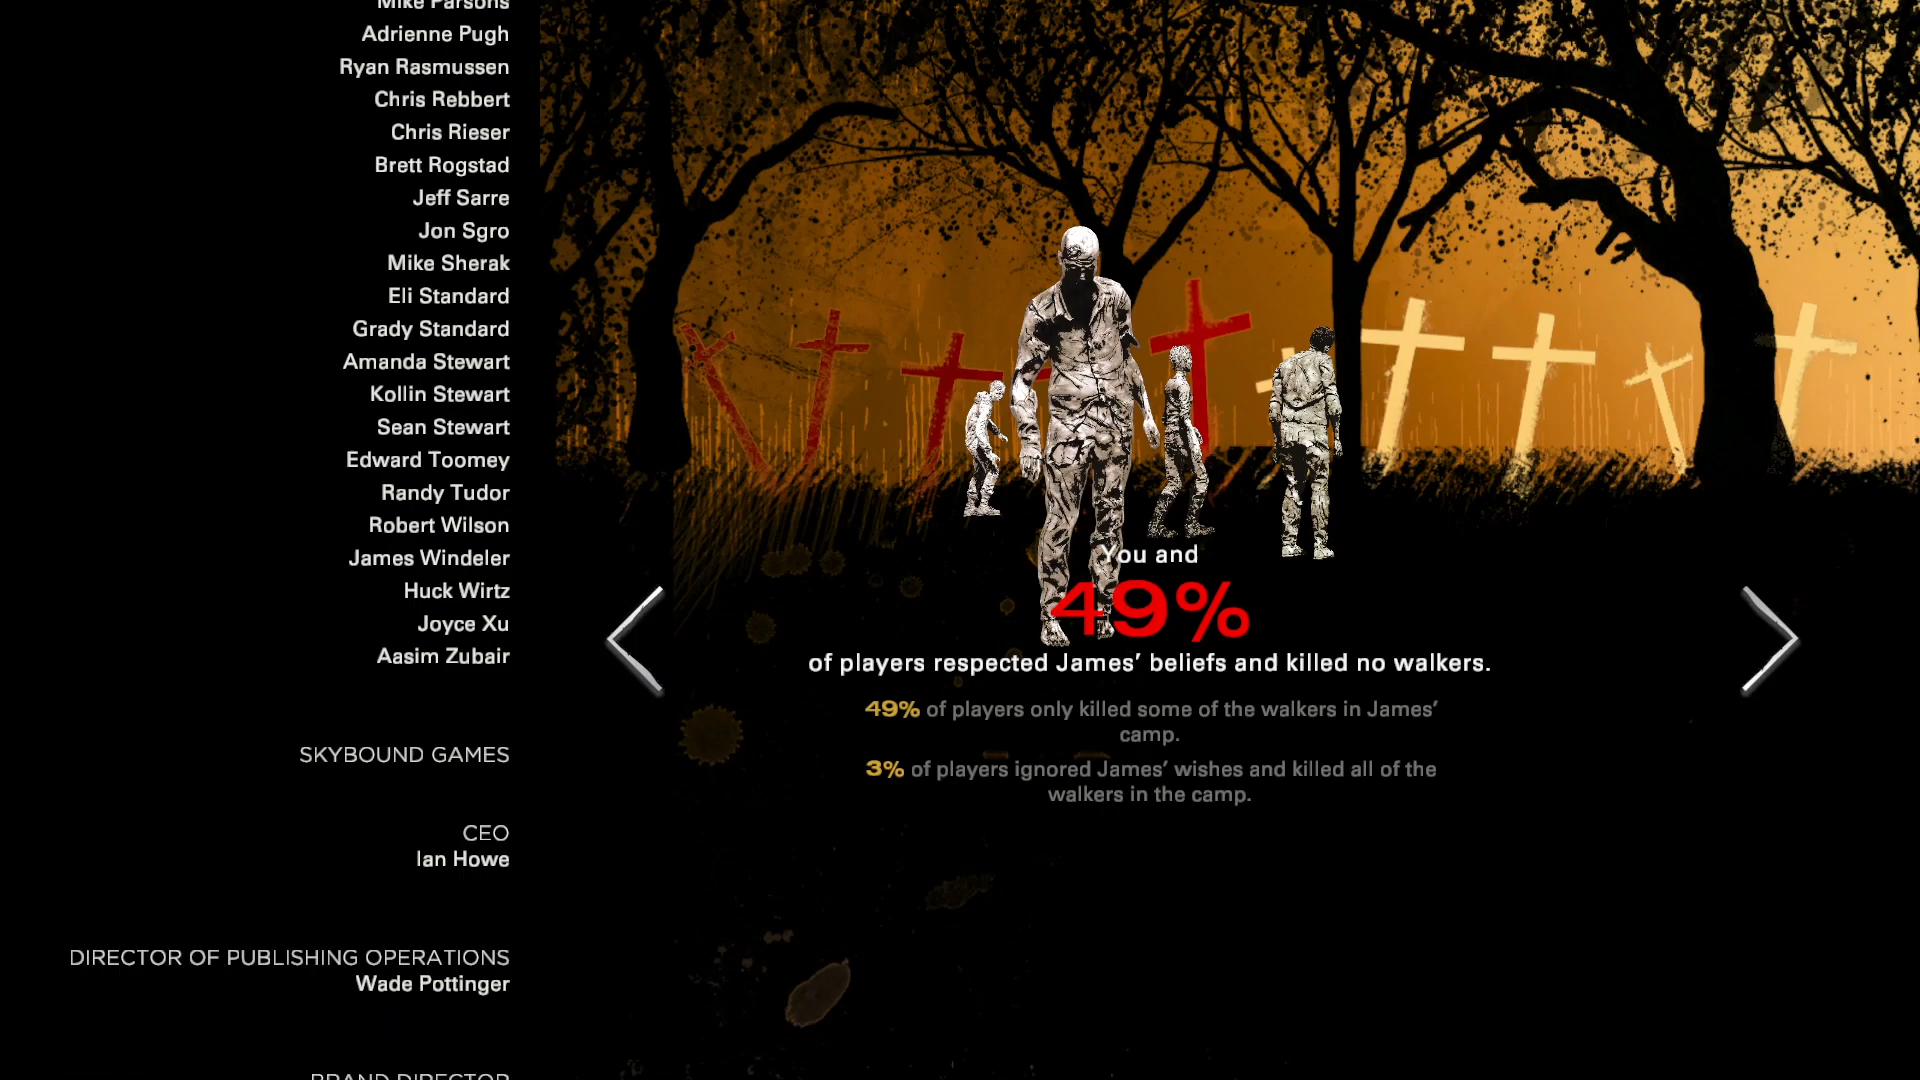 Mike Parsons
Adrienne Pugh
Ryan Rasmussen
Chris Rebbert
Chris Rieser
Brett Rogstad
Jeff Sarre
Jon Sgro
Mike Sherak
Eli Standard
Grady Standard
Amanda Stewart
Kollin Stewart
Sean Stewart
Edward Toomey
Randy Tudor
Robert Wilson
James Windeler
Huck Wirtz
Joyce Xu
Aasim Zubair
SKYBOUND GAMES
CEO
Ian Howe
DIRECTOR OF PUBLISHING OPERATIONS
Wade Pottinger
BRAND DIRECTOR
You and
49%
of players respected James’ beliefs and killed no walkers.
49% of players only killed some of the walkers in James’
camp.
3% of players ignored James’ wishes and killed all of the
walkers in the camp.